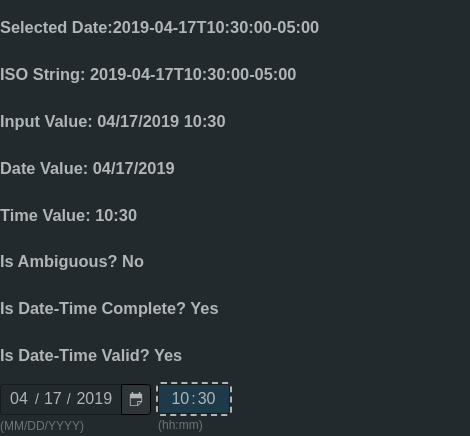 Selected Date:2019-04-17T10:30:00-05:00
ISO String: 2019-04-17T10:30:00-05:00
Input Value: 04/17/2019 10:30
Date Value: 04/17/2019
Time Value: 10:30
Is Ambiguous? No
Is Date-Time Complete? Yes
Is Date-Time Valid? Yes
04 / 17 / 2019 10:30
(MM/DD/YYYY) (hh:mm)